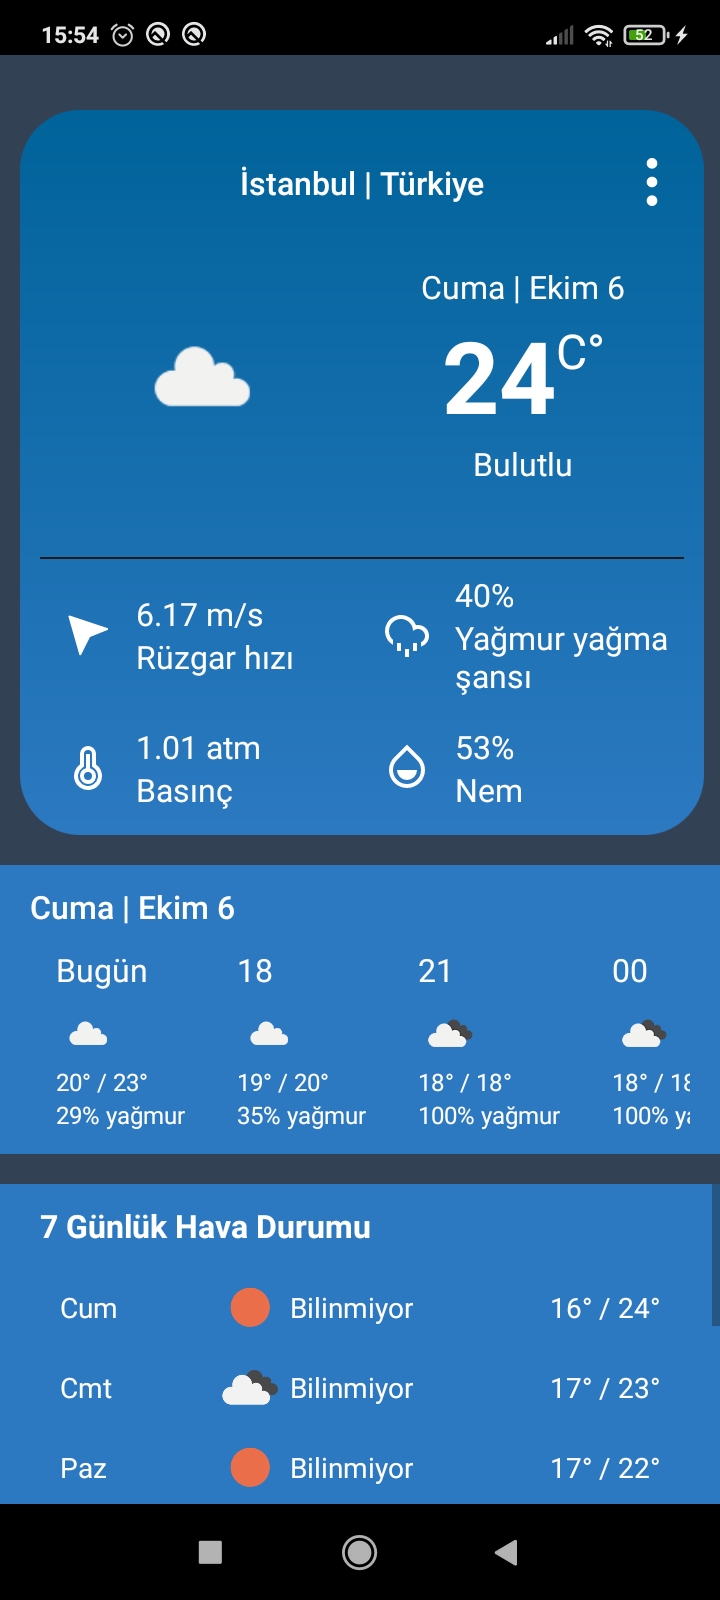 15:54
52
İstanbul | Türkiye
Cuma | Ekim 6
24C°
Bulutlu
6.17 m/s
Rüzgar hızı
40%
Yağmur yağma
şansı
1.01 atm
Basınç
53%
Nem
Cuma | Ekim 6
Bugün 18 21 00
20° / 23° 19° / 20° 18° / 18° 18° / 18
29% yağmur 35% yağmur 100% yağmur 100% ya
7 Günlük Hava Durumu
Cum Bilinmiyor 16° / 24°
Cmt Bilinmiyor 17° / 23°
Paz Bilinmiyor 17° / 22°